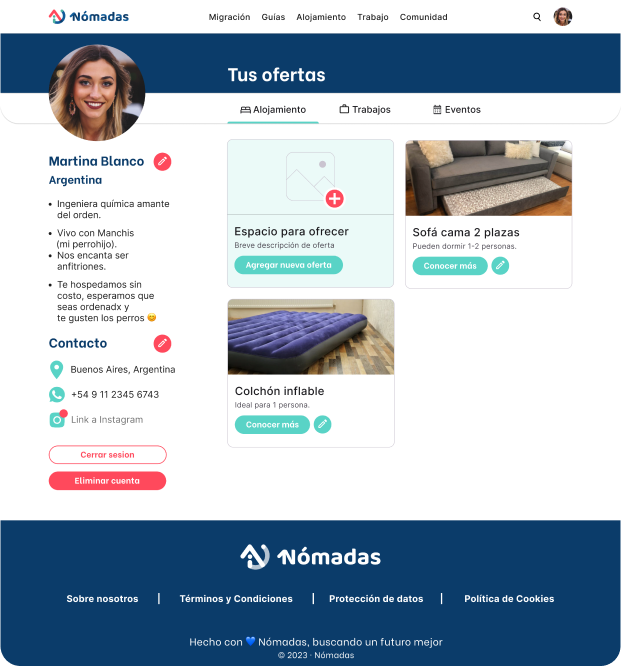 Nómadas
Migración Guías Alojamiento Trabajo Comunidad
Tus ofertas
Alojamiento Trabajos Eventos
Martina Blanco
Argentina
• Ingeniera química amante
del orden.
• Vivo con Manchis
(mi perrohijo).
• Nos encanta ser
anfitriones.
• Te hospedamos sin
costo, esperamos que
seas ordenadx y
te gusten los perros 😊
Contacto
Buenos Aires, Argentina
+54 9 11 2345 6743
Link a Instagram
Cerrar sesion
Eliminar cuenta
Espacio para ofrecer
Breve descripción de oferta
Agregar nueva oferta
Sofá cama 2 plazas
Pueden dormir 1-2 personas.
Conocer más
Colchón inflable
Ideal para 1 persona.
Conocer más
Nómadas
Sobre nosotros | Términos y Condiciones | Protección de datos | Política de Cookies
Hecho con 💙 Nómadas, buscando un futuro mejor
© 2023 · Nómadas